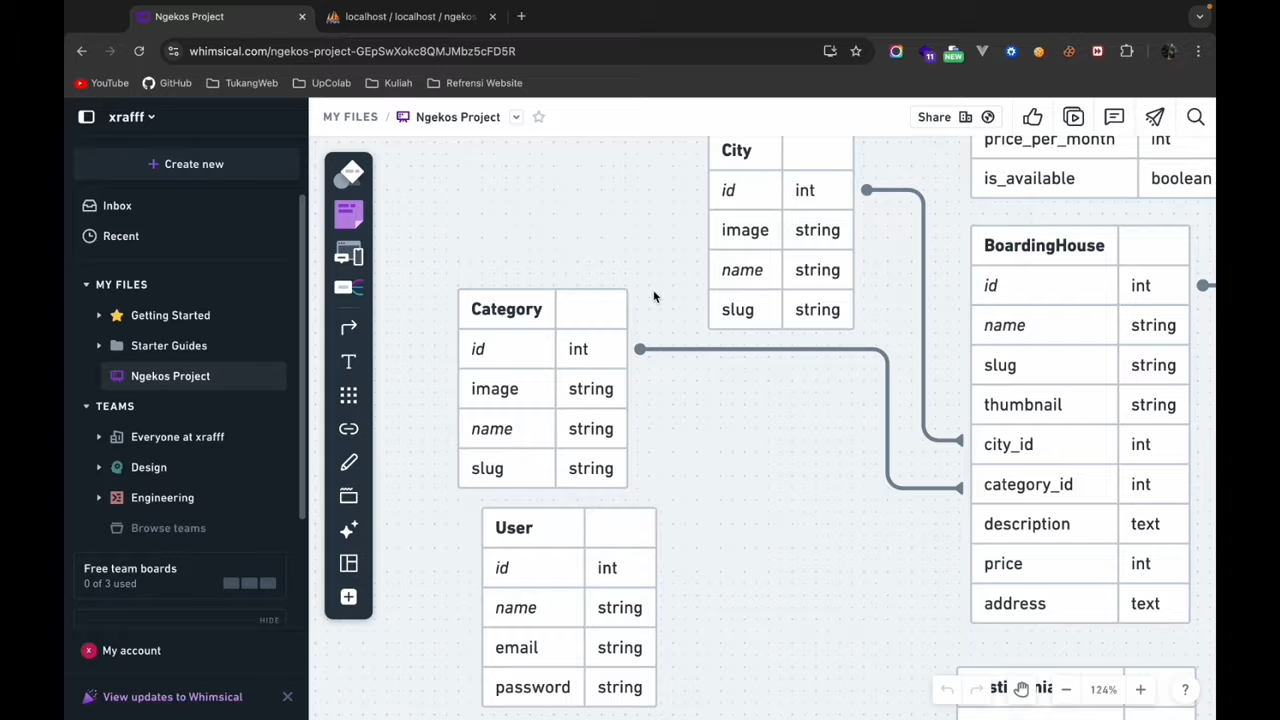 Ngekos Project
localhost / localhost / ngekos
whimsical.com/ngekos-project-GEpSwXokc8QMJMbz5cFD5R
11
NEW
YouTube
GitHub
TukangWeb
UpColab
Kuliah
Refrensi Website
xrafff
MY FILES / Ngekos Project
Share
Create new
Inbox
Recent
MY FILES
Getting Started
Starter Guides
Ngekos Project
TEAMS
Everyone at xrafff
Design
Engineering
Browse teams
Free team boards
0 of 3 used
HIDE
My account
View updates to Whimsical
City
id int
image string
name string
slug string
Category
id int
image string
name string
slug string
User
id int
name string
email string
password string
price_per_month int
is_available boolean
BoardingHouse
id int
name string
slug string
thumbnail string
city_id int
category_id int
description text
price int
address text
124%
?